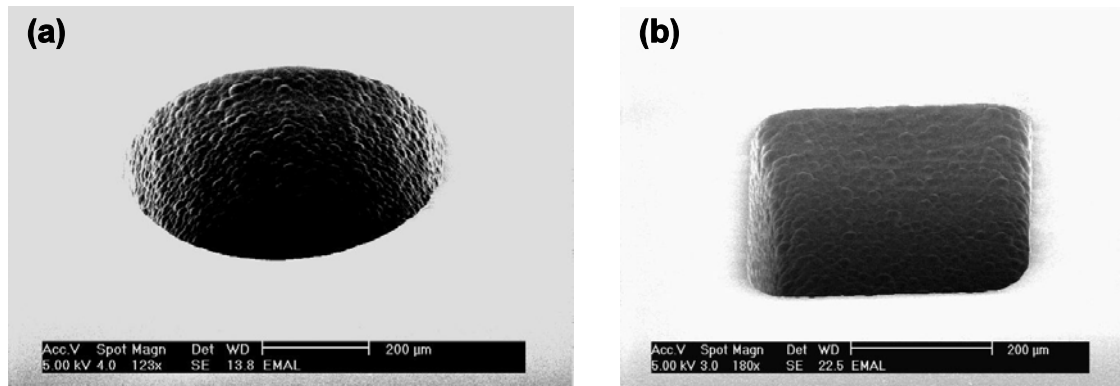 (a)
Acc.V Spot Magn Det WD 200 µm
5.00 kV 4.0 123x SE 13.8 EMAL
(b)
Acc.V Spot Magn Det WD 200 µm
5.00 kV 3.0 180x SE 22.5 EMAL